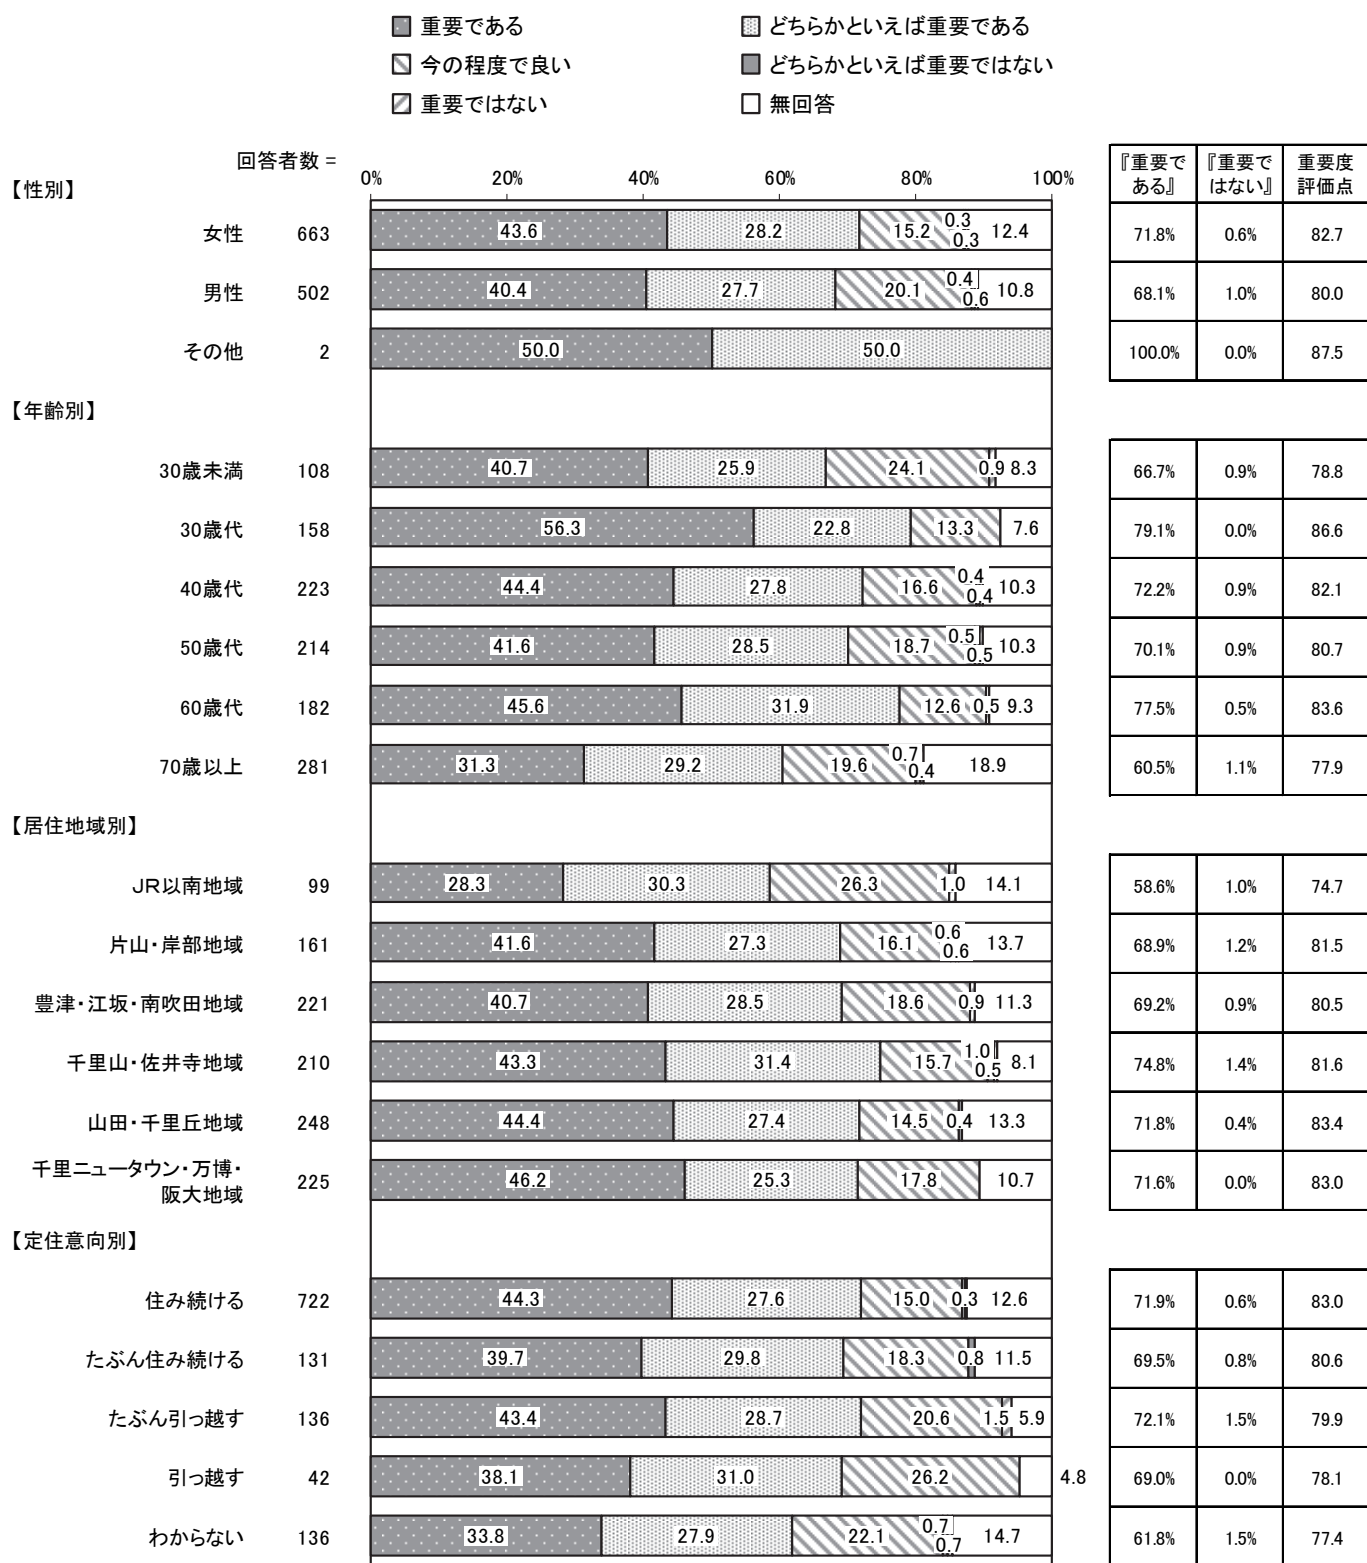 重要である どちらかといえば重要である
今の程度で良い どちらかといえば重要ではない
重要ではない 無回答
回答者数 =
0% 20% 40% 60% 80% 100%
『重要で
ある』
『重要で
はない』
重要度
評価点
【性別】
女性 663 43.6 28.2 15.2 0.3 0.3 12.4 71.8% 0.6% 82.7
男性 502 40.4 27.7 20.1 0.4 0.6 10.8 68.1% 1.0% 80.0
その他 2 50.0 50.0 100.0% 0.0% 87.5
【年齢別】
30歳未満 108 40.7 25.9 24.1 0.9 8.3 66.7% 0.9% 78.8
30歳代 158 56.3 22.8 13.3 7.6 79.1% 0.0% 86.6
40歳代 223 44.4 27.8 16.6 0.4 0.4 10.3 72.2% 0.9% 82.1
50歳代 214 41.6 28.5 18.7 0.5 0.5 10.3 70.1% 0.9% 80.7
60歳代 182 45.6 31.9 12.6 0.5 9.3 77.5% 0.5% 83.6
70歳以上 281 31.3 29.2 19.6 0.7 0.4 18.9 60.5% 1.1% 77.9
【居住地域別】
JR以南地域 99 28.3 30.3 26.3 1.0 14.1 58.6% 1.0% 74.7
片山・岸部地域 161 41.6 27.3 16.1 0.6 0.6 13.7 68.9% 1.2% 81.5
豊津・江坂・南吹田地域 221 40.7 28.5 18.6 0.9 11.3 69.2% 0.9% 80.5
千里山・佐井寺地域 210 43.3 31.4 15.7 1.0 0.5 8.1 74.8% 1.4% 81.6
山田・千里丘地域 248 44.4 27.4 14.5 0.4 13.3 71.8% 0.4% 83.4
千里ニュータウン・万博・
阪大地域 225 46.2 25.3 17.8 10.7 71.6% 0.0% 83.0
【定住意向別】
住み続ける 722 44.3 27.6 15.0 0.3 12.6 71.9% 0.6% 83.0
たぶん住み続ける 131 39.7 29.8 18.3 0.8 11.5 69.5% 0.8% 80.6
たぶん引っ越す 136 43.4 28.7 20.6 1.5 5.9 72.1% 1.5% 79.9
引っ越す 42 38.1 31.0 26.2 4.8 69.0% 0.0% 78.1
わからない 136 33.8 27.9 22.1 0.7 0.7 14.7 61.8% 1.5% 77.4